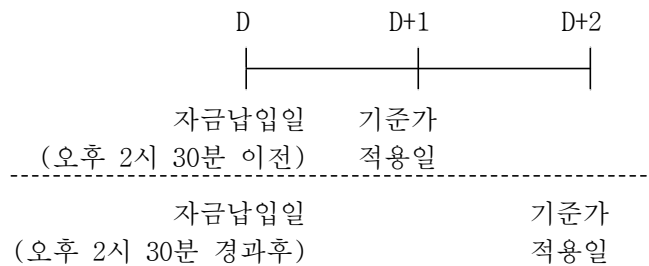 D D+1 D+2
자금납입일 기준가
(오후 2시 30분 이전) 적용일
자금납입일 기준가
(오후 2시 30분 경과후) 적용일